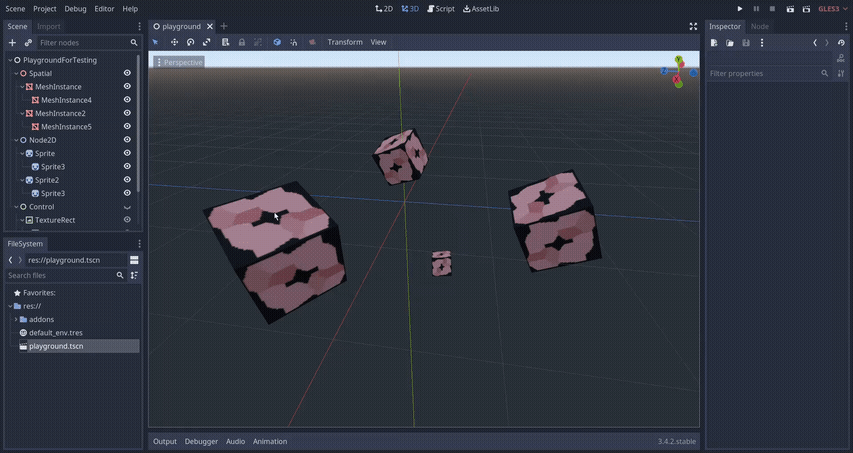 Scene Project Debug Editor Help
2D 3D Script AssetLib
GLES3
Scene Import
playground
Inspector Node
Filter nodes
Transform View
PlaygroundForTesting
Perspective
Spatial
MeshInstance
MeshInstance4
MeshInstance2
MeshInstance5
Node2D
Sprite
Sprite3
Sprite2
Sprite3
Control
TextureRect
Filter properties
FileSystem
res://playground.tscn
Search files
Favorites:
res://
addons
default_env.tres
playground.tscn
Output Debugger Audio Animation
3.4.2.stable